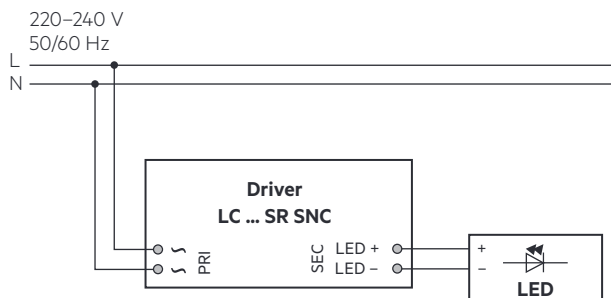 220–240 V
50/60 Hz
L
N
Driver
LC ... SR SNC
~ PRI SEC LED +
~ LED –
+
–
LED